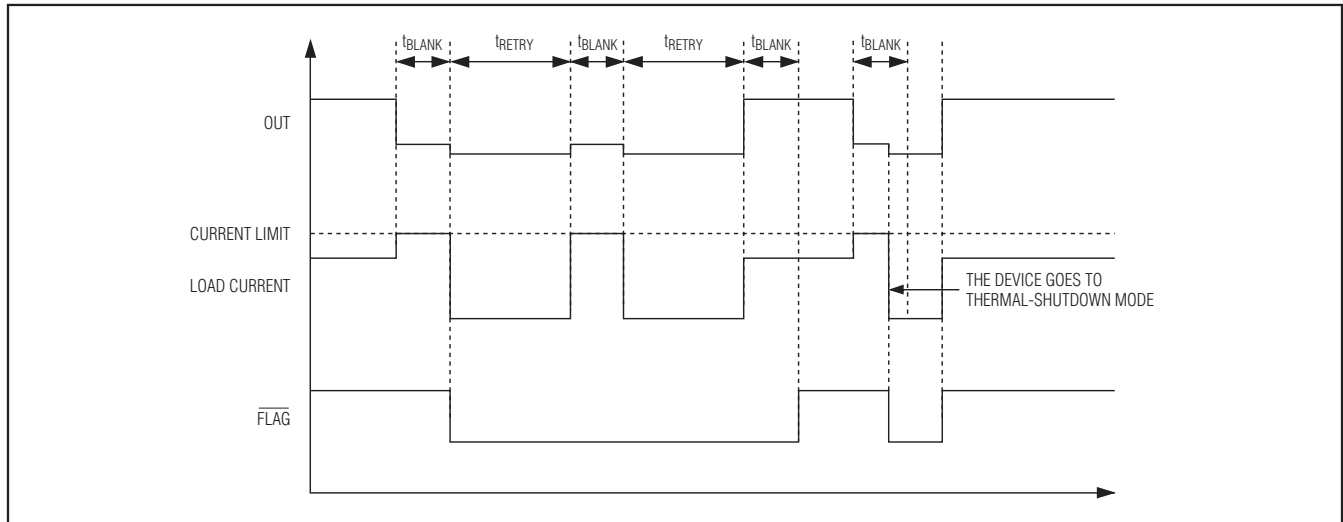 tBLANK tRETRY tBLANK tRETRY tBLANK tBLANK
OUT
CURRENT LIMIT
LOAD CURRENT
THE DEVICE GOES TO
THERMAL-SHUTDOWN MODE
FLAG